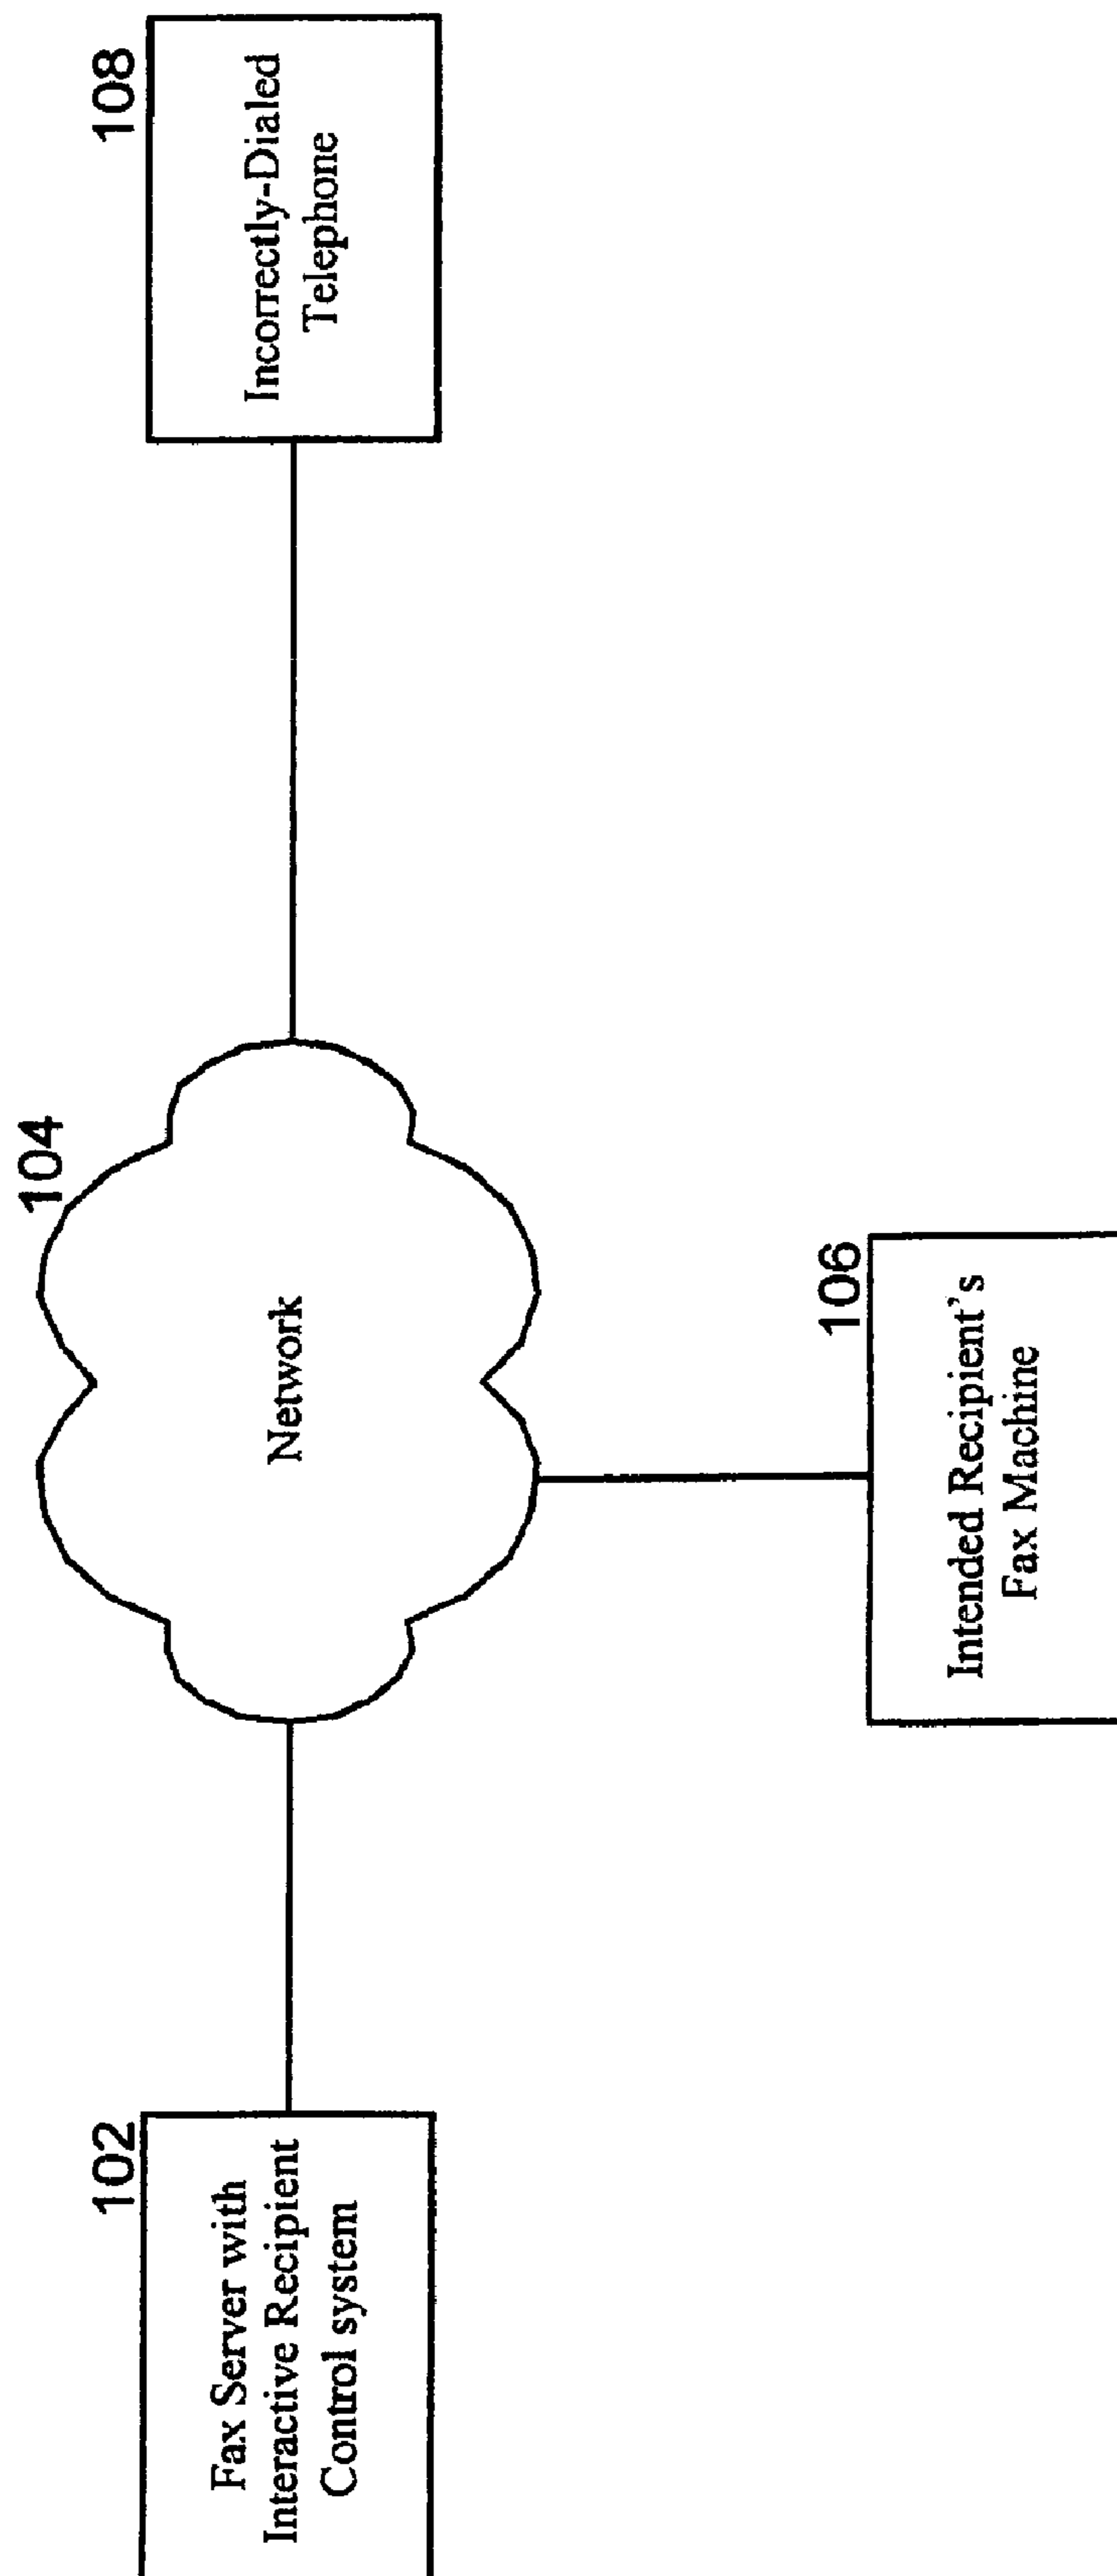 102
Fax Server with
Interactive Recipient
Control system
104
Network
106
Intended Recipient's
Fax Machine
108
Incorrectly-Dialed
Telephone